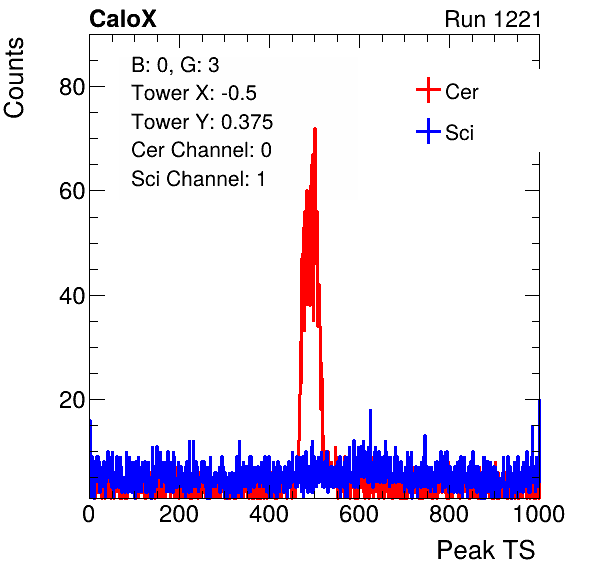 CaloX Run 1221
Counts
B: 0, G: 3
Tower X: -0.5
Tower Y: 0.375
Cer Channel: 0
Sci Channel: 1
Cer
Sci
80
60
40
20
0 200 400 600 800 1000
Peak TS